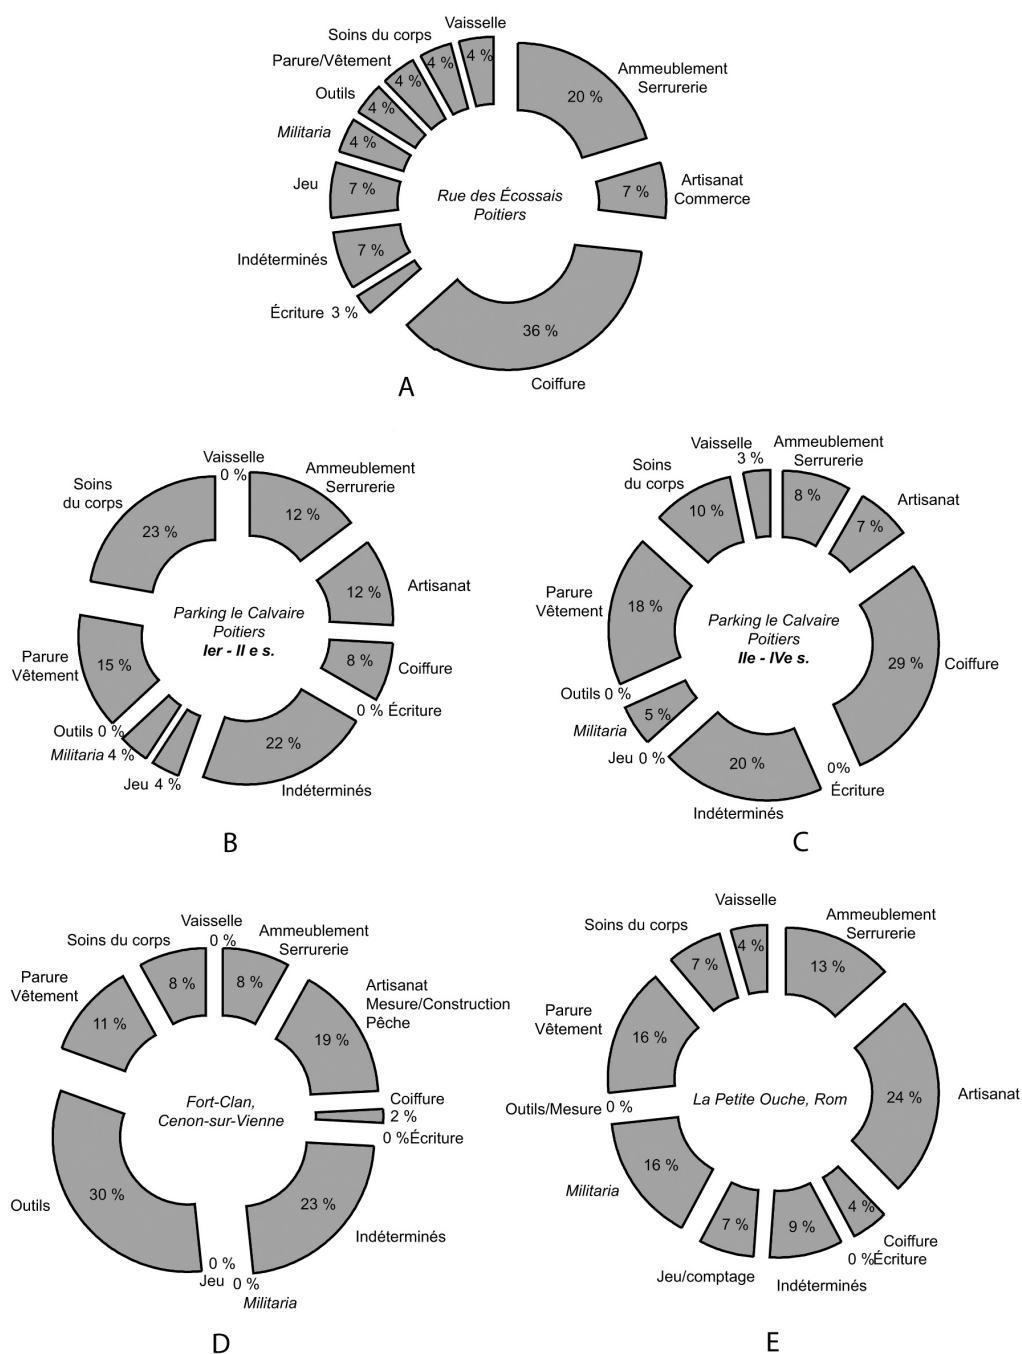 Vaisselle
4 %
Soins du corps
4 %
Parure/Vêtement
4 %
Outils
4 %
Militaria
4 %
Jeu
7 %
Indéterminés
7 %
Écriture 3 %
Ammeublement
Serrurerie
20 %
Artisanat
Commerce
7 %
36 %
Coiffure
Rue des Écossais
Poitiers
A
Vaisselle
0 %
Ammeublement
Serrurerie
12 %
Soins
du corps
23 %
Artisanat
12 %
Parking le Calvaire
Poitiers
Ier - II e s.
Parure
Vêtement
15 %
8 %
Coiffure
0 % Écriture
Outils 0 %
Militaria 4 %
Jeu 4 %
22 %
Indéterminés
B
Vaisselle
3 %
Ammeublement
Serrurerie
8 %
Soins
du corps
10 %
Artisanat
7 %
Parure
Vêtement
18 %
Parking le Calvaire
Poitiers
IIe - IVe s.
29 %
Coiffure
Outils 0 %
Militaria
5 %
Jeu 0 %
20 %
Indéterminés
0%
Écriture
C
Vaisselle
0 %
Soins du corps
8 %
Ammeublement
Serrurerie
8 %
Parure
Vêtement
11 %
Artisanat
Mesure/Construction
Pêche
19 %
Fort-Clan,
Cenon-sur-Vienne
Coiffure
2 %
0 % Écriture
Outils
30 %
23 %
Indéterminés
0 %
Jeu
0 %
Militaria
D
Vaisselle
4 %
Soins du corps
7 %
Ammeublement
Serrurerie
13 %
Parure
Vêtement
16 %
Outils/Mesure 0 %
La Petite Ouche, Rom
24 %
Artisanat
16 %
Militaria
7 %
Jeu/comptage
9 %
Indéterminés
4 %
Coiffure
0 % Écriture
E